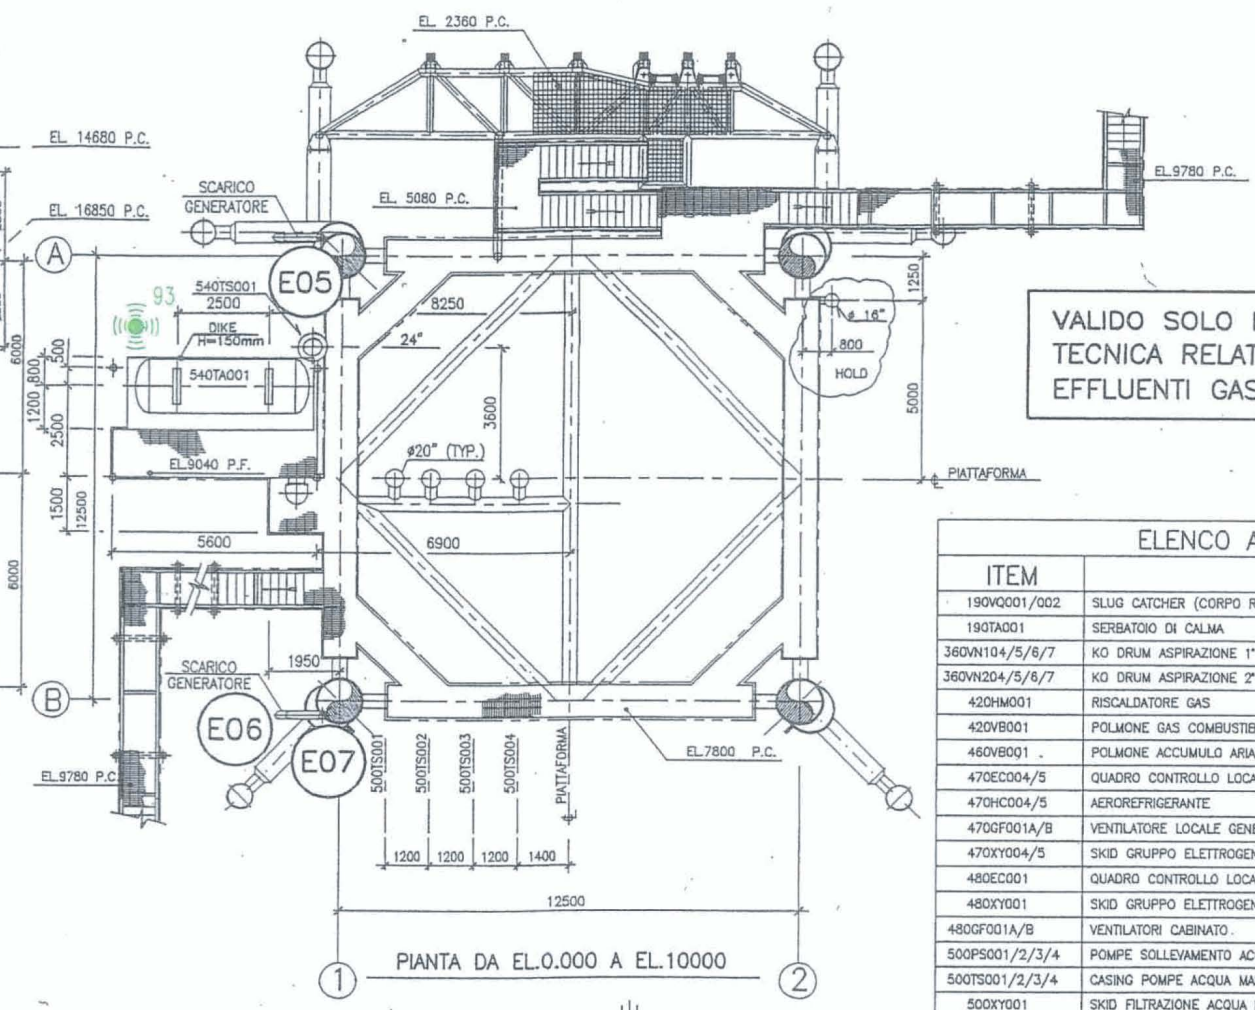 EL. 2360 P.C.
EL. 14680 P.C.
EL. 16850 P.C.
SCARICO
GENERATORE
EL. 5080 P.C.
EL.9780 P.C.
A
E05
93
540TS001
2500
DIKE
H=150mm
540TA001
8250
24"
ø 16"
1250
800
HOLD
5000
6000
500
800
1200
2500
3600
VALIDO SOLO
TECNICA RELAT
EFFLUENTI GAS
ø20" (TYP.)
EL.9040 P.F.
PIATTAFORMA
1500
12500
5600
6900
6000
1950
SCARICO
GENERATORE
B
E06
E07
EL.9780 P.C.
500TS001
500TS002
500TS003
500TS004
PIATTAFORMA
EL.7800 P.C.
1200
1200
1200
1400
12500
1
PIANTA DA EL.0.000 A EL.10000
2
ELENCO A
ITEM
190VQ001/002 SLUG CATCHER (CORPO R
190TA001 SERBATOIO DI CALMA
360VN104/5/6/7 KO DRUM ASPIRAZIONE 1°
360VN204/5/6/7 KO DRUM ASPIRAZIONE 2°
420HM001 RISCALDATORE GAS
420VB001 POLMONE GAS COMBUSTIB
460VB001 POLMONE ACCUMULO ARIA
470EC004/5 QUADRO CONTROLLO LOCA
470HC004/5 AEROREFRIGERANTE
470GF001A/B VENTILATORE LOCALE GENE
470XY004/5 SKID GRUPPO ELETTROGEN
480EC001 QUADRO CONTROLLO LOCA
480XY001 SKID GRUPPO ELETTROGEN
480GF001A/B VENTILATORI CABINATO.
500PS001/2/3/4 POMPE SOLLEVAMENTO AC
500TS001/2/3/4 CASING POMPE ACQUA MA
500XY001 SKID FILTRAZIONE ACQUA